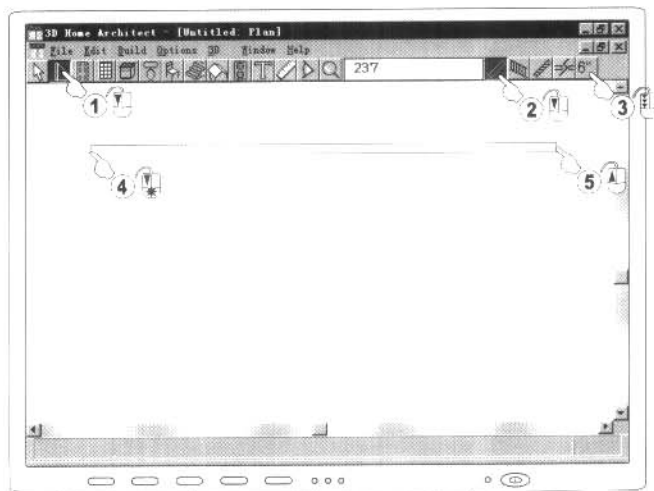 3D Home Architect - [Untitled: Plan]
File Edit Build Options 3D Window Help
237 6"
1 2 3
4 5